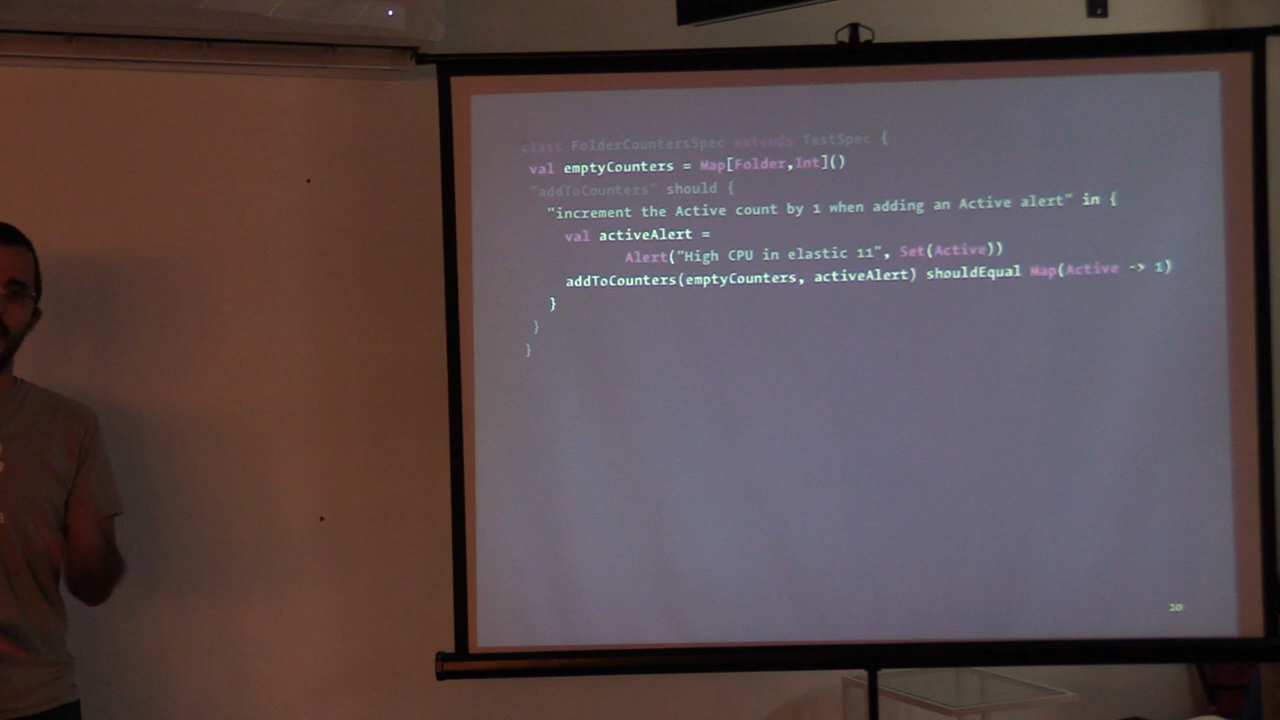 class FolderCountersSpec extends TestSpec {
val emptyCounters = Map[Folder,Int]()
"addToCounters" should {
"increment the Active count by 1 when adding an Active alert" in {
val activeAlert =
Alert("High CPU in elastic 11", Set(Active))
addToCounters(emptyCounters, activeAlert) shouldEqual Map(Active -> 1)
}
}
}
20